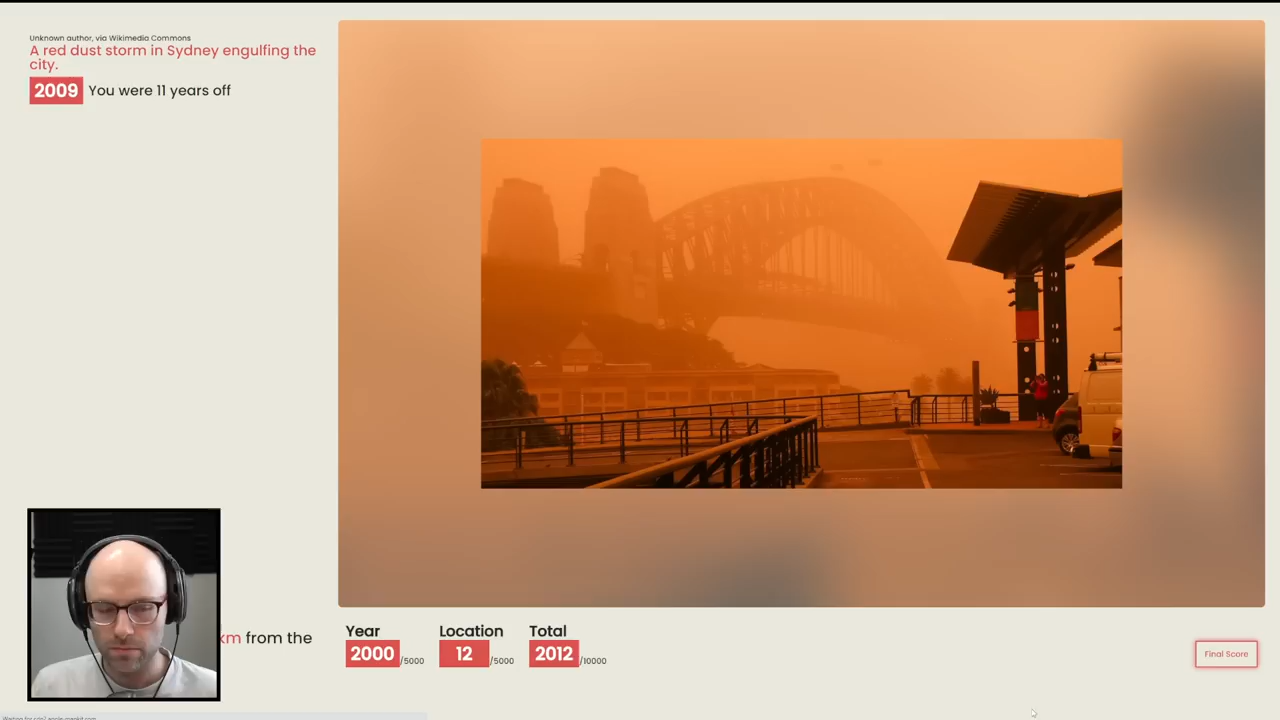 Unknown author, via Wikimedia Commons
A red dust storm in Sydney engulfing the
city.
2009 You were 11 years off
km from the
Year Location Total
2000/5000 12/5000 2012/10000
Final Score